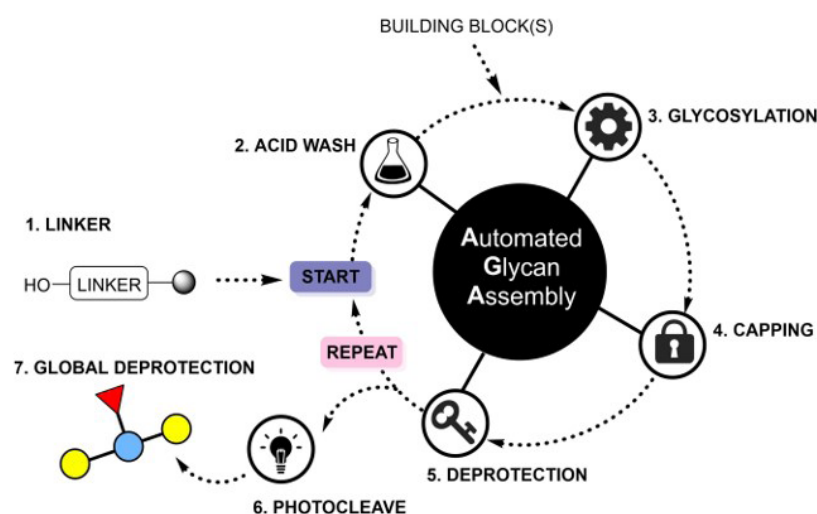 BUILDING BLOCK(S)
3. GLYCOSYLATION
2. ACID WASH
1. LINKER
HO
LINKER
START
Automated
Glycan
Assembly
4. CAPPING
REPEAT
7. GLOBAL DEPROTECTION
5. DEPROTECTION
6. PHOTOCLEAVE